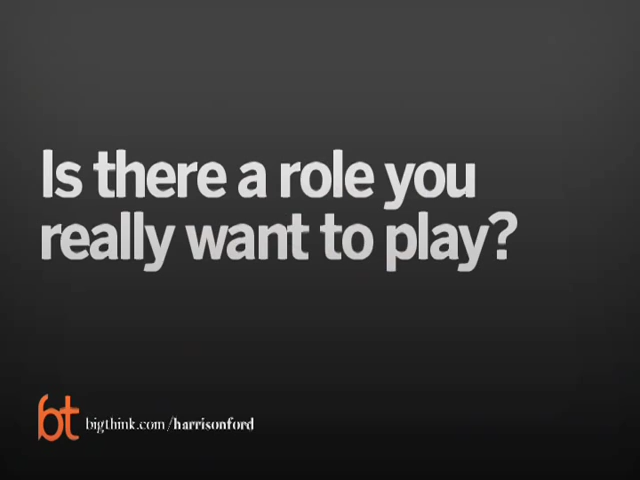 Is there a role you
really want to play?
bt bigthink.com/harrisonford